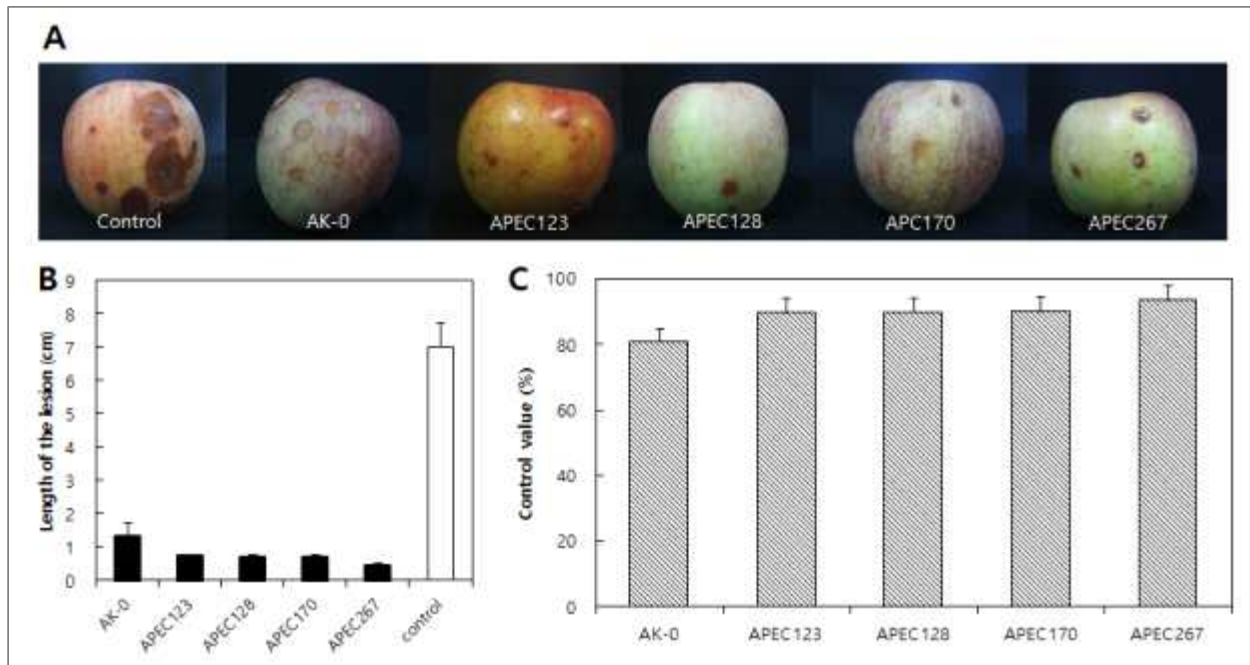 A
Control AK-0 APEC123 APEC128 APC170 APEC267
B
Length of the lesion (cm)
9
8
7
6
5
4
3
2
1
0
AK-0 APEC123 APEC128 APEC170 APEC267 control
C
Control value (%)
100
80
60
40
20
0
AK-0 APEC123 APEC128 APEC170 APEC267